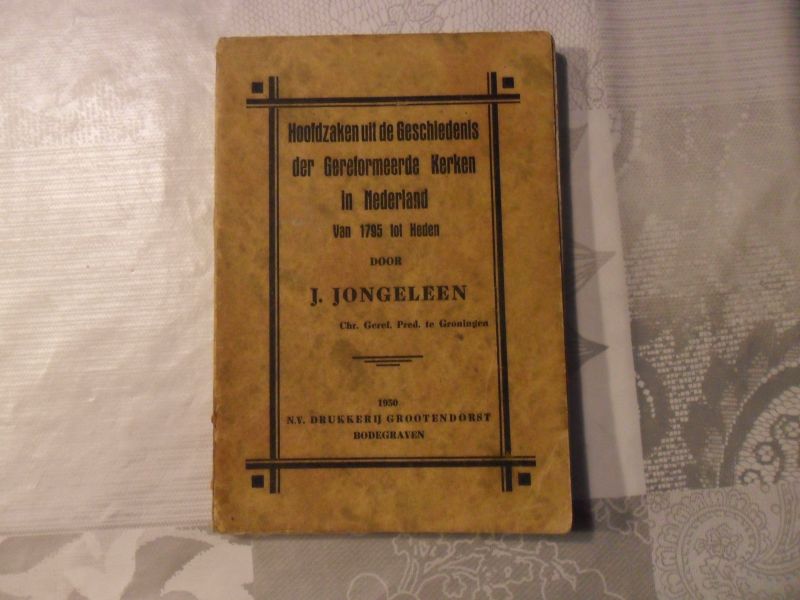 Hoofdzaken uit de Geschiedenis
der Gereformeerde Kerken
in Nederland
Van 1795 tot Heden
DOOR
J. JONGELEEN
Chr. Geref. Pred. te Groningen
1930
N.V. DRUKKERIJ GROOTENDORST
BODEGRAVEN